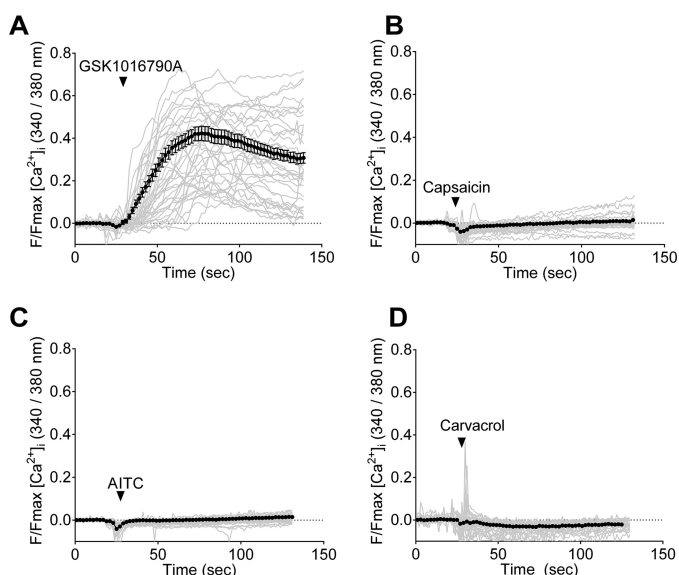 A
F/Fmax [Ca²⁺]ᵢ (340 / 380 nm)
0.8
0.6
0.4
0.2
0.0
GSK1016790A
0
50
100
150
Time (sec)
B
F/Fmax [Ca²⁺]ᵢ (340 / 380 nm)
0.8
0.6
0.4
0.2
0.0
Capsaicin
0
50
100
150
Time (sec)
C
F/Fmax [Ca²⁺]ᵢ (340 / 380 nm)
0.8
0.6
0.4
0.2
0.0
AITC
0
50
100
150
Time (sec)
D
F/Fmax [Ca²⁺]ᵢ (340 / 380 nm)
0.8
0.6
0.4
0.2
0.0
Carvacrol
0
50
100
150
Time (sec)